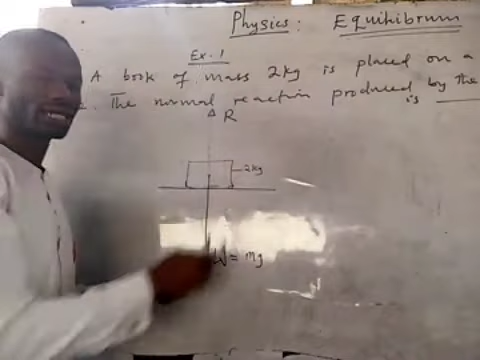 Physics: Equihibrum
Ex. 1
A book of mass 2kg is placed on a
The normal reaction produced by the
is
R
2kg
W = mg